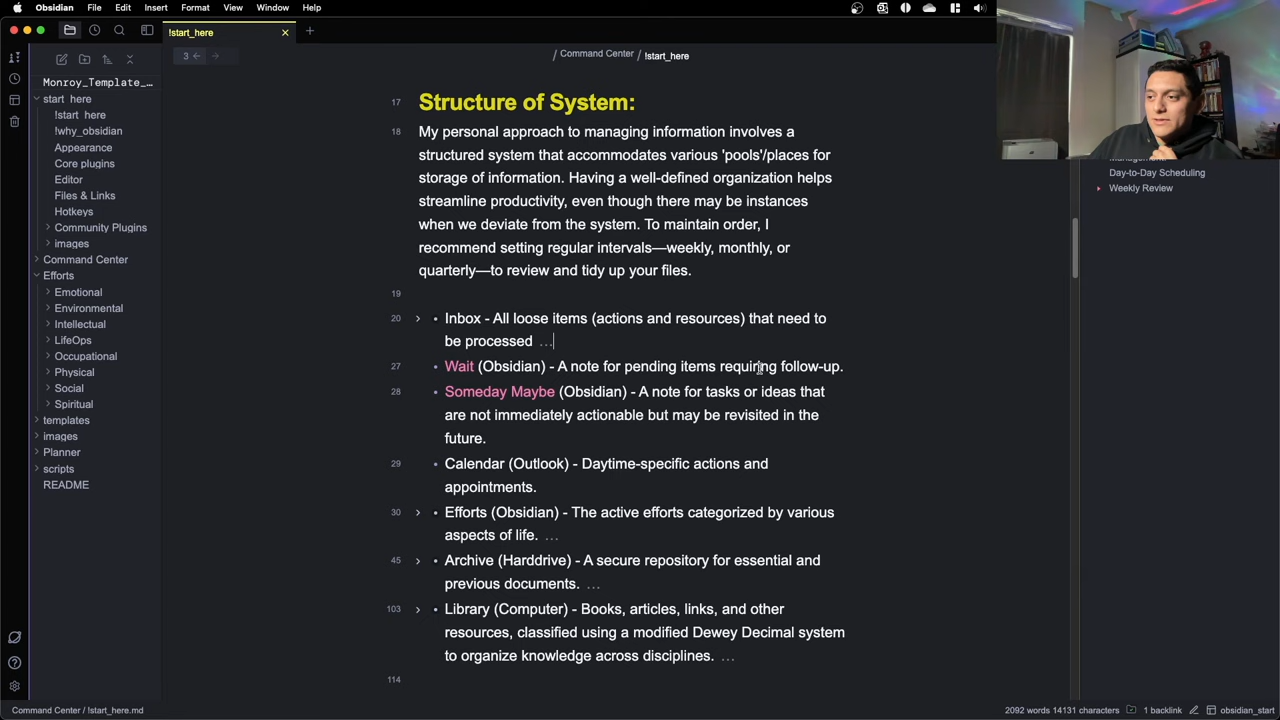 Obsidian File Edit Insert Format View Window Help
!start_here
3
/ Command Center / !start_here
Monroy_Template_...
start here
!start here
!why_obsidian
Appearance
Core plugins
Editor
Files & Links
Hotkeys
Community Plugins
images
Command Center
Efforts
Emotional
Environmental
Intellectual
LifeOps
Occupational
Physical
Social
Spiritual
templates
images
Planner
scripts
README
17 Structure of System:
18 My personal approach to managing information involves a
structured system that accommodates various 'pools'/places for
storage of information. Having a well-defined organization helps
streamline productivity, even though there may be instances
when we deviate from the system. To maintain order, I
recommend setting regular intervals—weekly, monthly, or
quarterly—to review and tidy up your files.
19
20 • Inbox - All loose items (actions and resources) that need to
be processed ...
27 • Wait (Obsidian) - A note for pending items requiring follow-up.
28 • Someday Maybe (Obsidian) - A note for tasks or ideas that
are not immediately actionable but may be revisited in the
future.
29 • Calendar (Outlook) - Daytime-specific actions and
appointments.
30 • Efforts (Obsidian) - The active efforts categorized by various
aspects of life. ...
45 • Archive (Harddrive) - A secure repository for essential and
previous documents. ...
103 • Library (Computer) - Books, articles, links, and other
resources, classified using a modified Dewey Decimal system
to organize knowledge across disciplines. ...
114
Day-to-Day Scheduling
Weekly Review
Command Center / !start_here.md
2092 words 14131 characters
1 backlink
obsidian_start